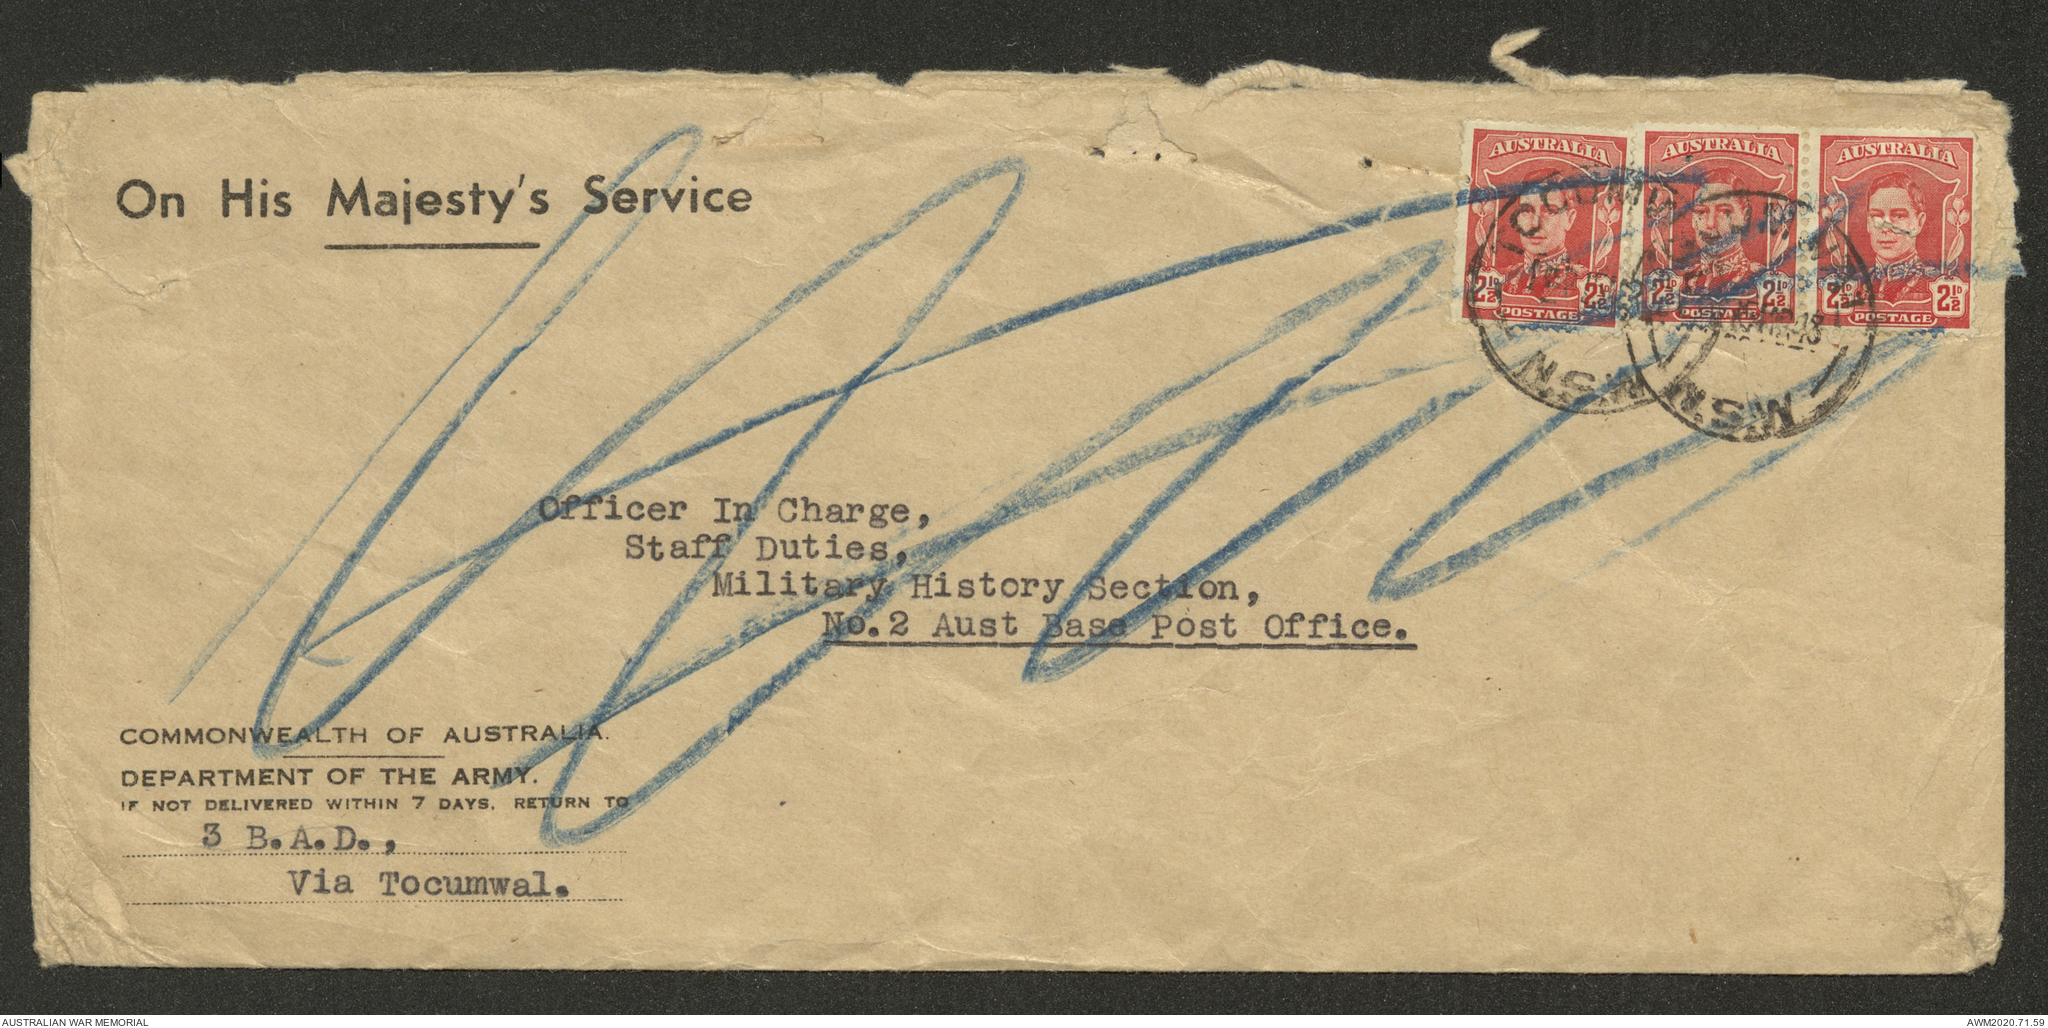 On His Majesty's Service
AUSTRALIA
2½D 2½D
POSTAGE
AUSTRALIA
2½D 2½D
POSTAGE
AUSTRALIA
2½D 2½D
POSTAGE
N.S.W
N.S.W
Officer In Charge,
Staff Duties,
Military History Section,
No.2 Aust Base Post Office.
COMMONWEALTH OF AUSTRALIA.
DEPARTMENT OF THE ARMY.
IF NOT DELIVERED WITHIN 7 DAYS, RETURN TO
3 B.A.D.,
Via Tocumwal.
AUSTRALIAN WAR MEMORIAL
AWM2020.71.59